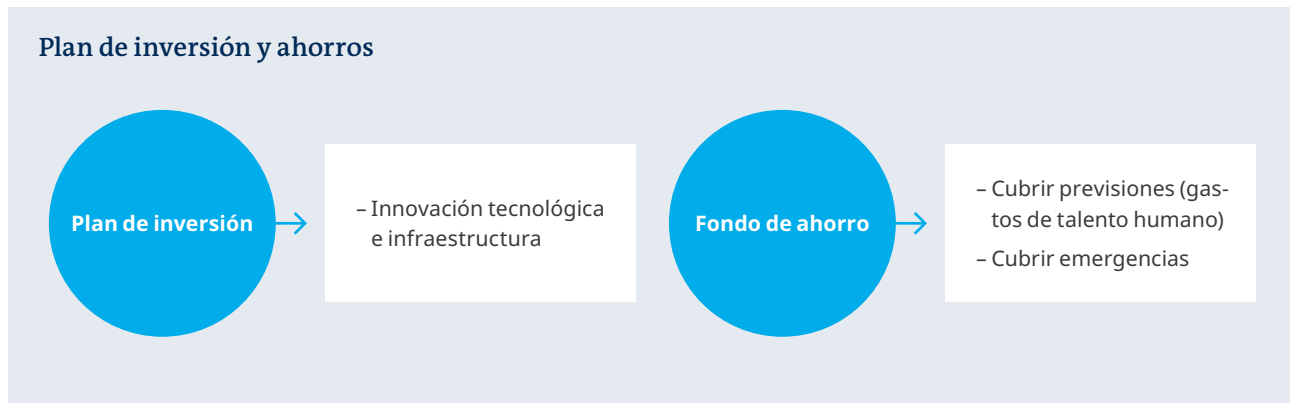 Plan de inversión y ahorros
Plan de inversión
– Innovación tecnológica
e infraestructura
Fondo de ahorro
– Cubrir previsiones (gas-
tos de talento humano)
– Cubrir emergencias